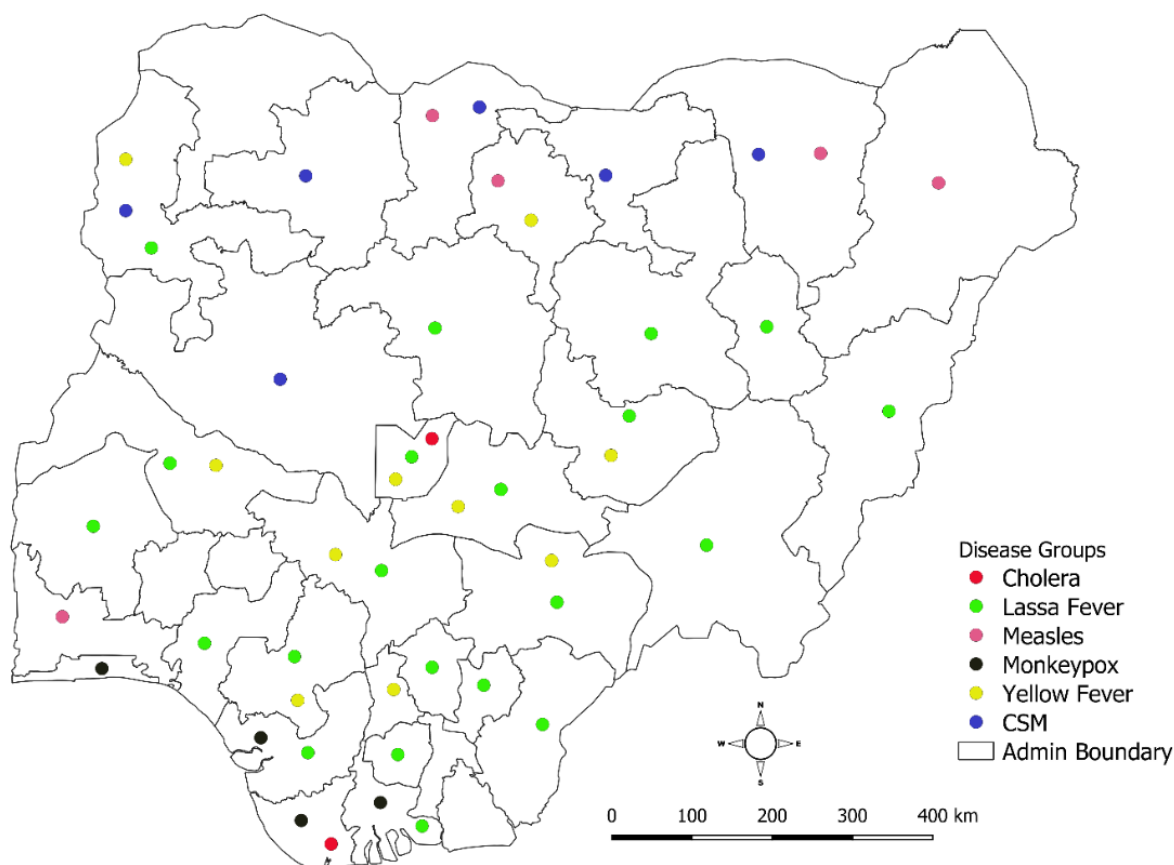 Disease Groups
Cholera
Lassa Fever
Measles
Monkeypox
Yellow Fever
CSM
Admin Boundary
N
W E
S
0 100 200 300 400 km